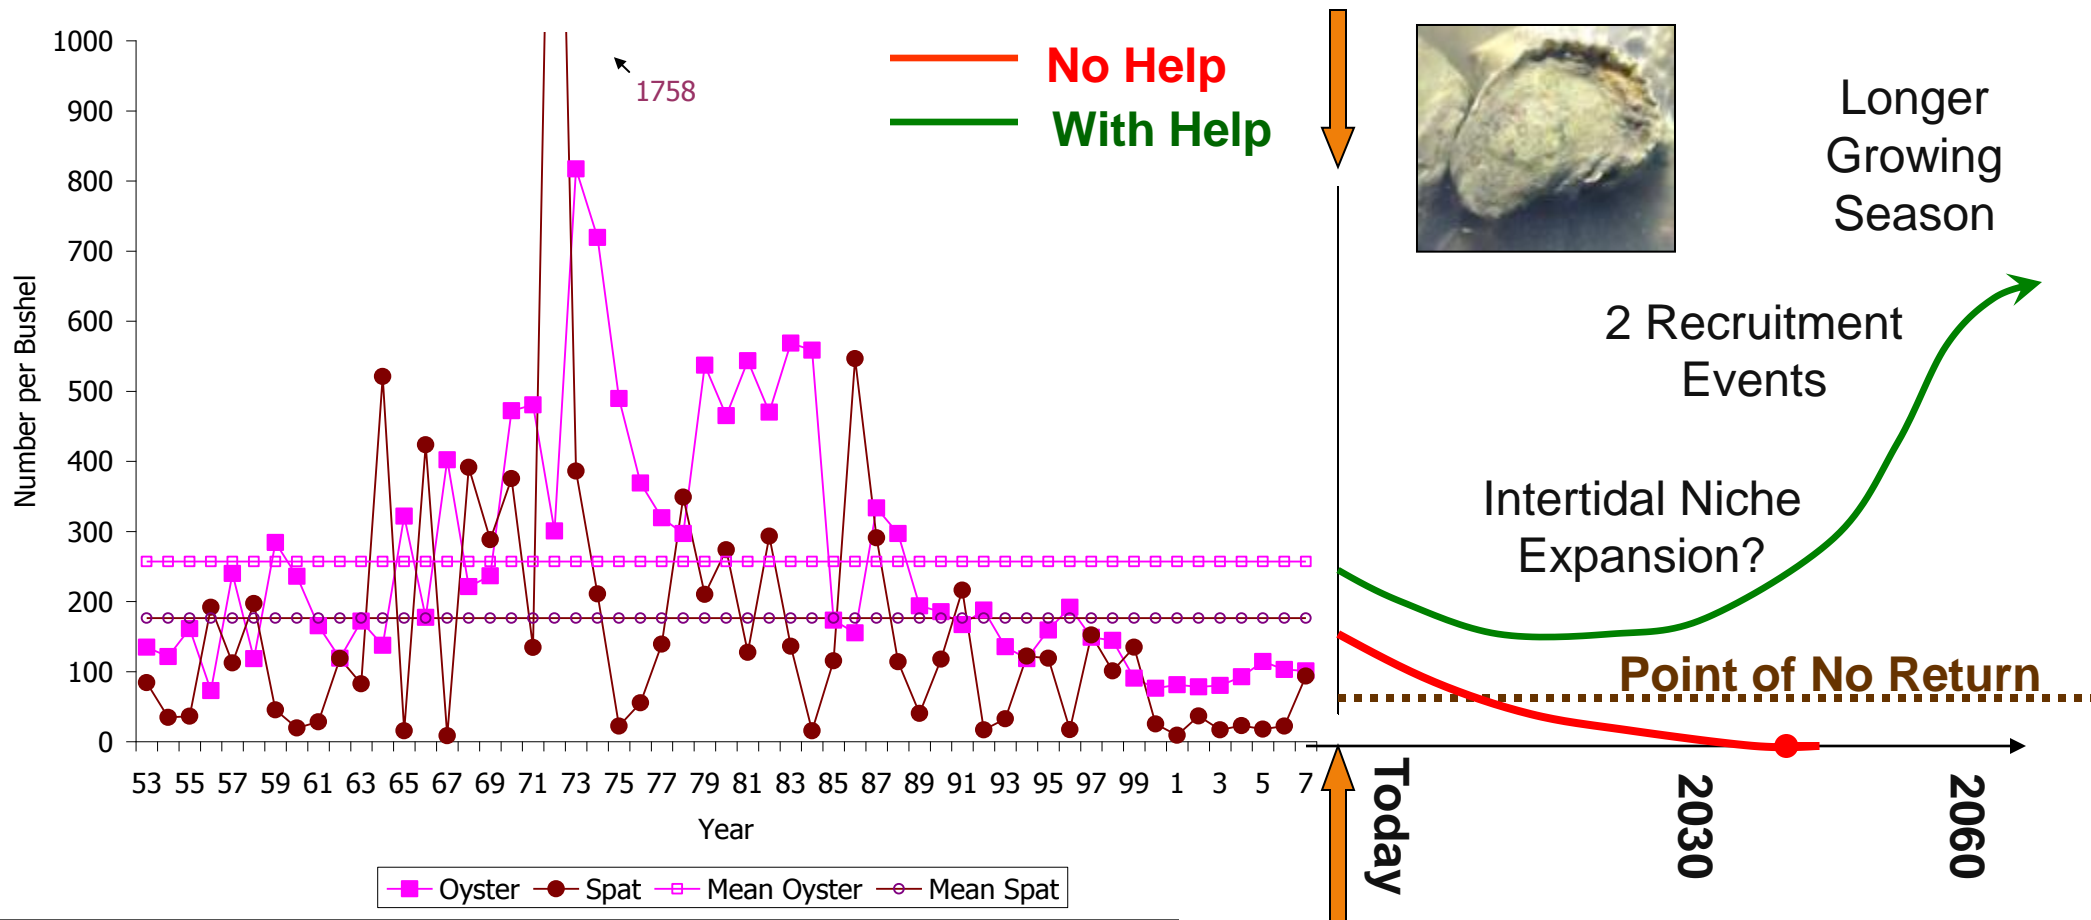 1000
900
800
700
600
500
400
300
200
100
0
Number per Bushel
1758
53 55 57 59 61 63 65 67 69 71 73 75 77 79 81 83 85 87 89 91 93 95 97 99 1 3 5 7
Year
Oyster Spat Mean Oyster Mean Spat
No Help
With Help
Longer
Growing
Season
2 Recruitment
Events
Intertidal Niche
Expansion?
Point of No Return
Today
2030
2060